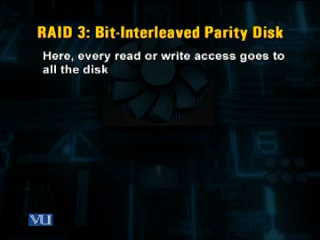 RAID 3: Bit-Interleaved Parity Disk
Here, every read or write access goes to
all the disk
VU